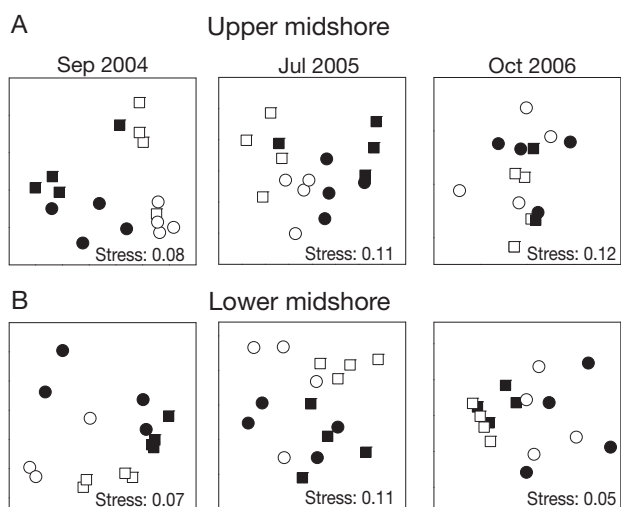 A Upper midshore
Sep 2004 Jul 2005 Oct 2006
Stress: 0.08 Stress: 0.11 Stress: 0.12
B Lower midshore
Stress: 0.07 Stress: 0.11 Stress: 0.05